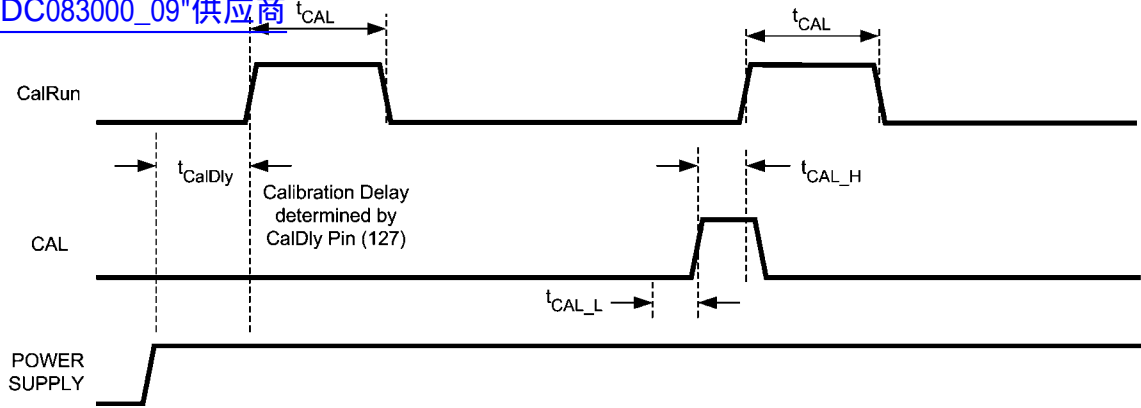 DC083000_09"供应商
tCAL
tCAL
CalRun
tCalDly
tCAL_H
Calibration Delay
determined by
CalDly Pin (127)
CAL
tCAL_L
POWER
SUPPLY